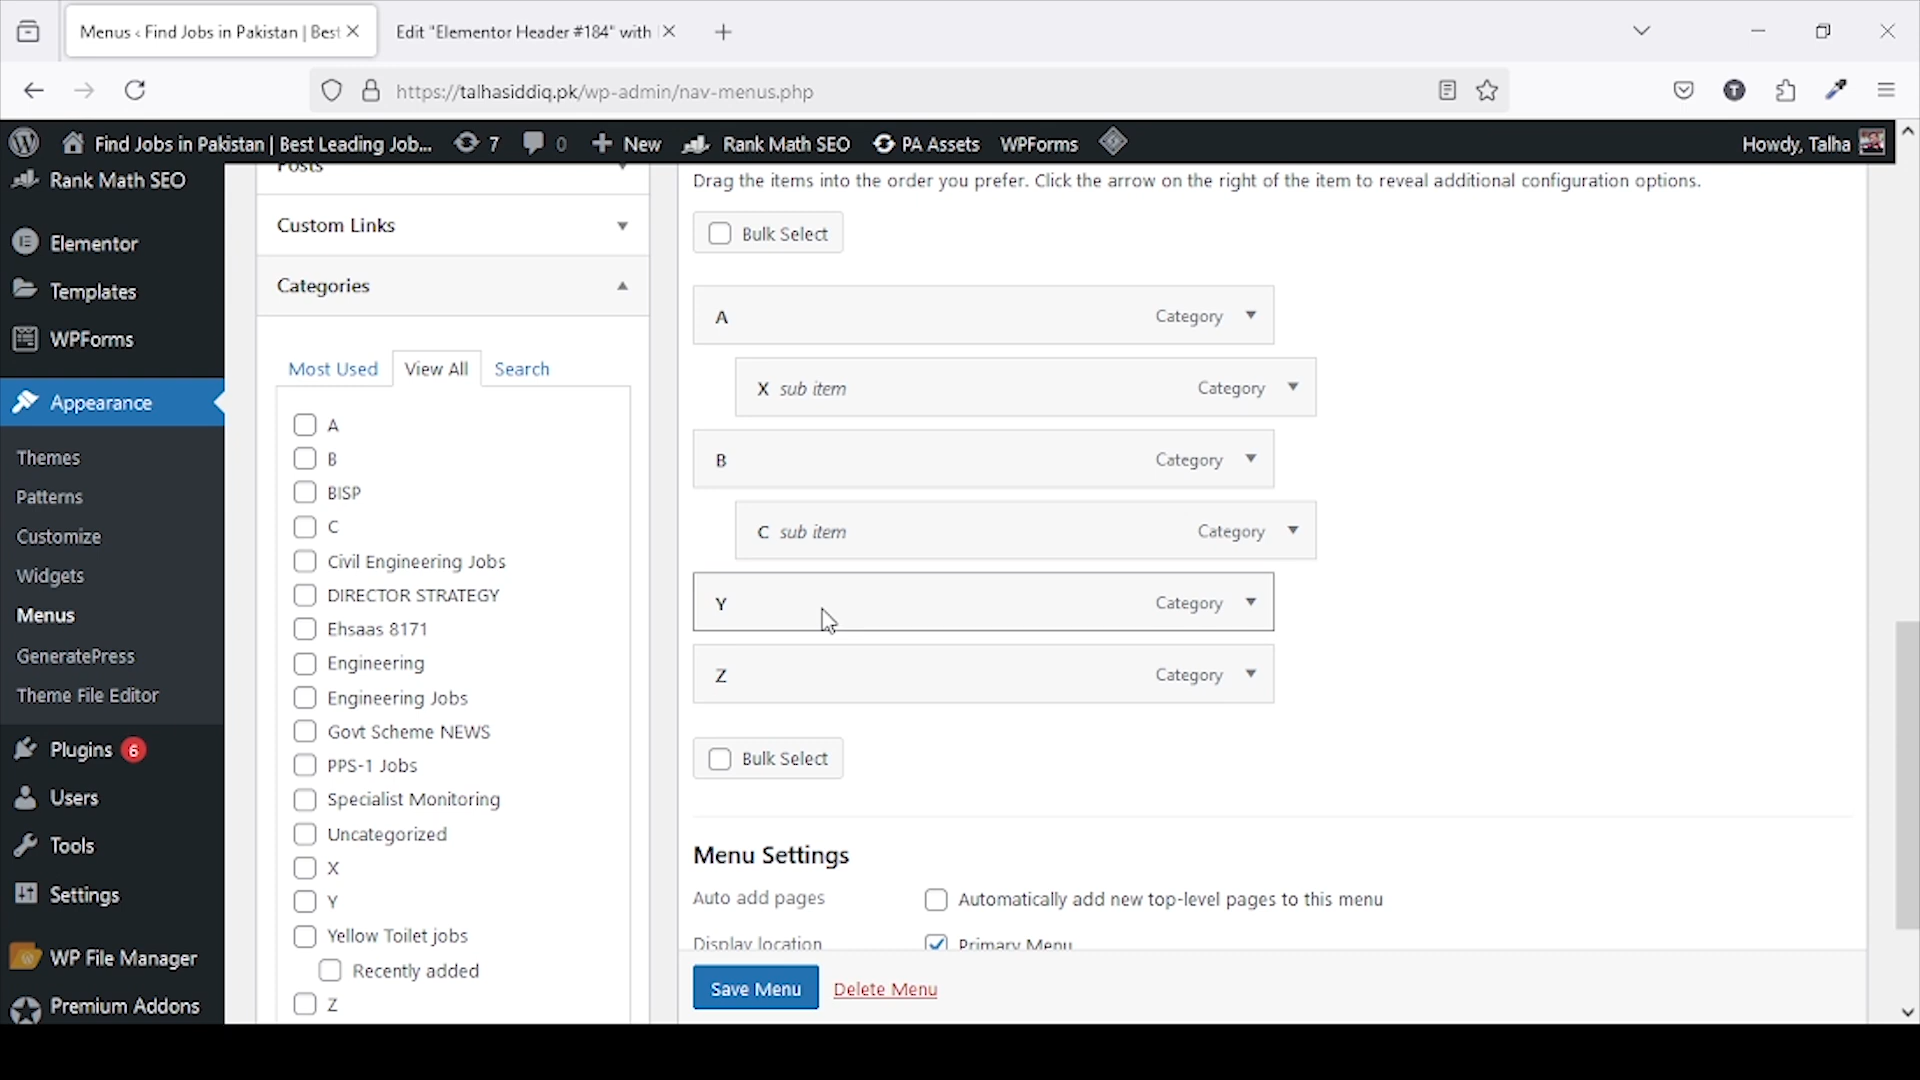 Menus ‹ Find Jobs in Pakistan | Best
Edit "Elementor Header #184" with
https://talhasiddiq.pk/wp-admin/nav-menus.php
Find Jobs in Pakistan | Best Leading Job...
7
0
New
Rank Math SEO
PA Assets
WPForms
Howdy, Talha
Rank Math SEO
Elementor
Templates
WPForms
Appearance
Themes
Patterns
Customize
Widgets
Menus
GeneratePress
Theme File Editor
Plugins 6
Users
Tools
Settings
WP File Manager
Premium Addons
Posts
Custom Links
Categories
Most Used
View All
Search
A
B
BISP
C
Civil Engineering Jobs
DIRECTOR STRATEGY
Ehsaas 8171
Engineering
Engineering Jobs
Govt Scheme NEWS
PPS-1 Jobs
Specialist Monitoring
Uncategorized
X
Y
Yellow Toilet jobs
Recently added
Z
Drag the items into the order you prefer. Click the arrow on the right of the item to reveal additional configuration options.
Bulk Select
A Category
X sub item Category
B Category
C sub item Category
Y Category
Z Category
Bulk Select
Menu Settings
Auto add pages
Automatically add new top-level pages to this menu
Display location
Primary Menu
Save Menu
Delete Menu